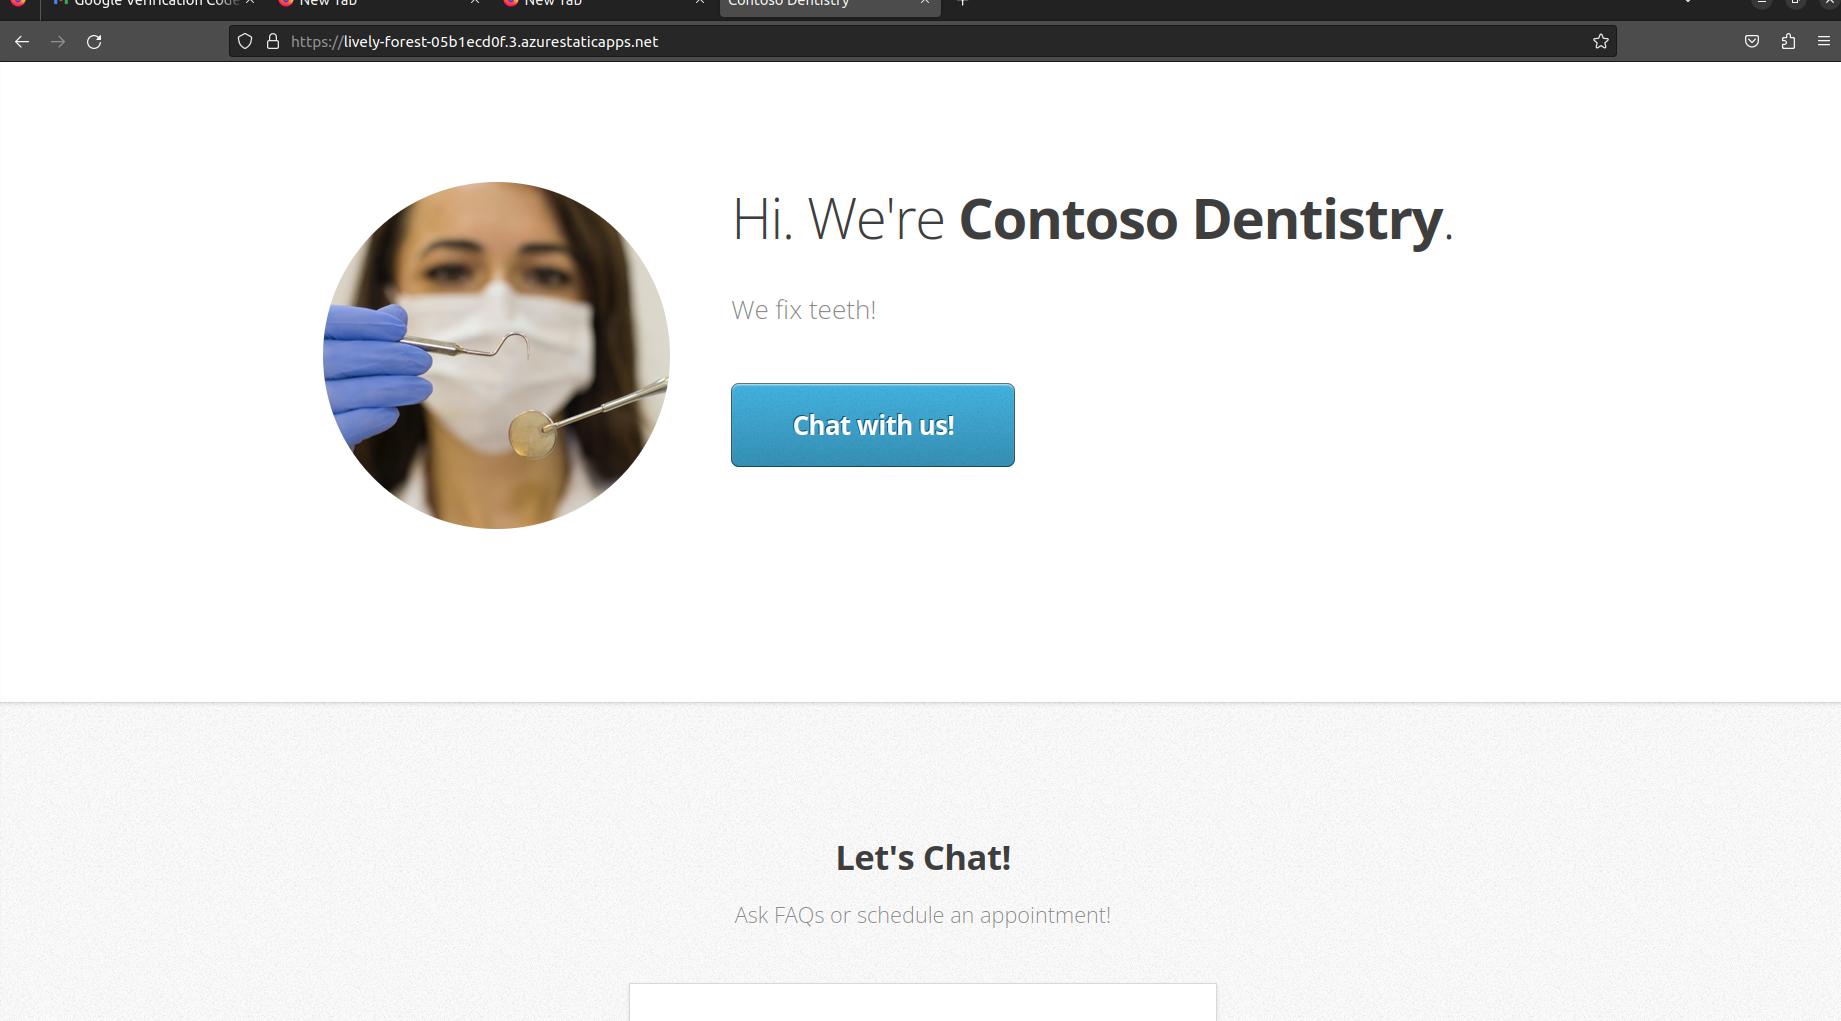 Google Verification Code
New Tab
New Tab
Contoso Dentistry
https://lively-forest-05b1ecd0f.3.azurestaticapps.net
Hi. We're Contoso Dentistry.
We fix teeth!
Chat with us!
Let's Chat!
Ask FAQs or schedule an appointment!